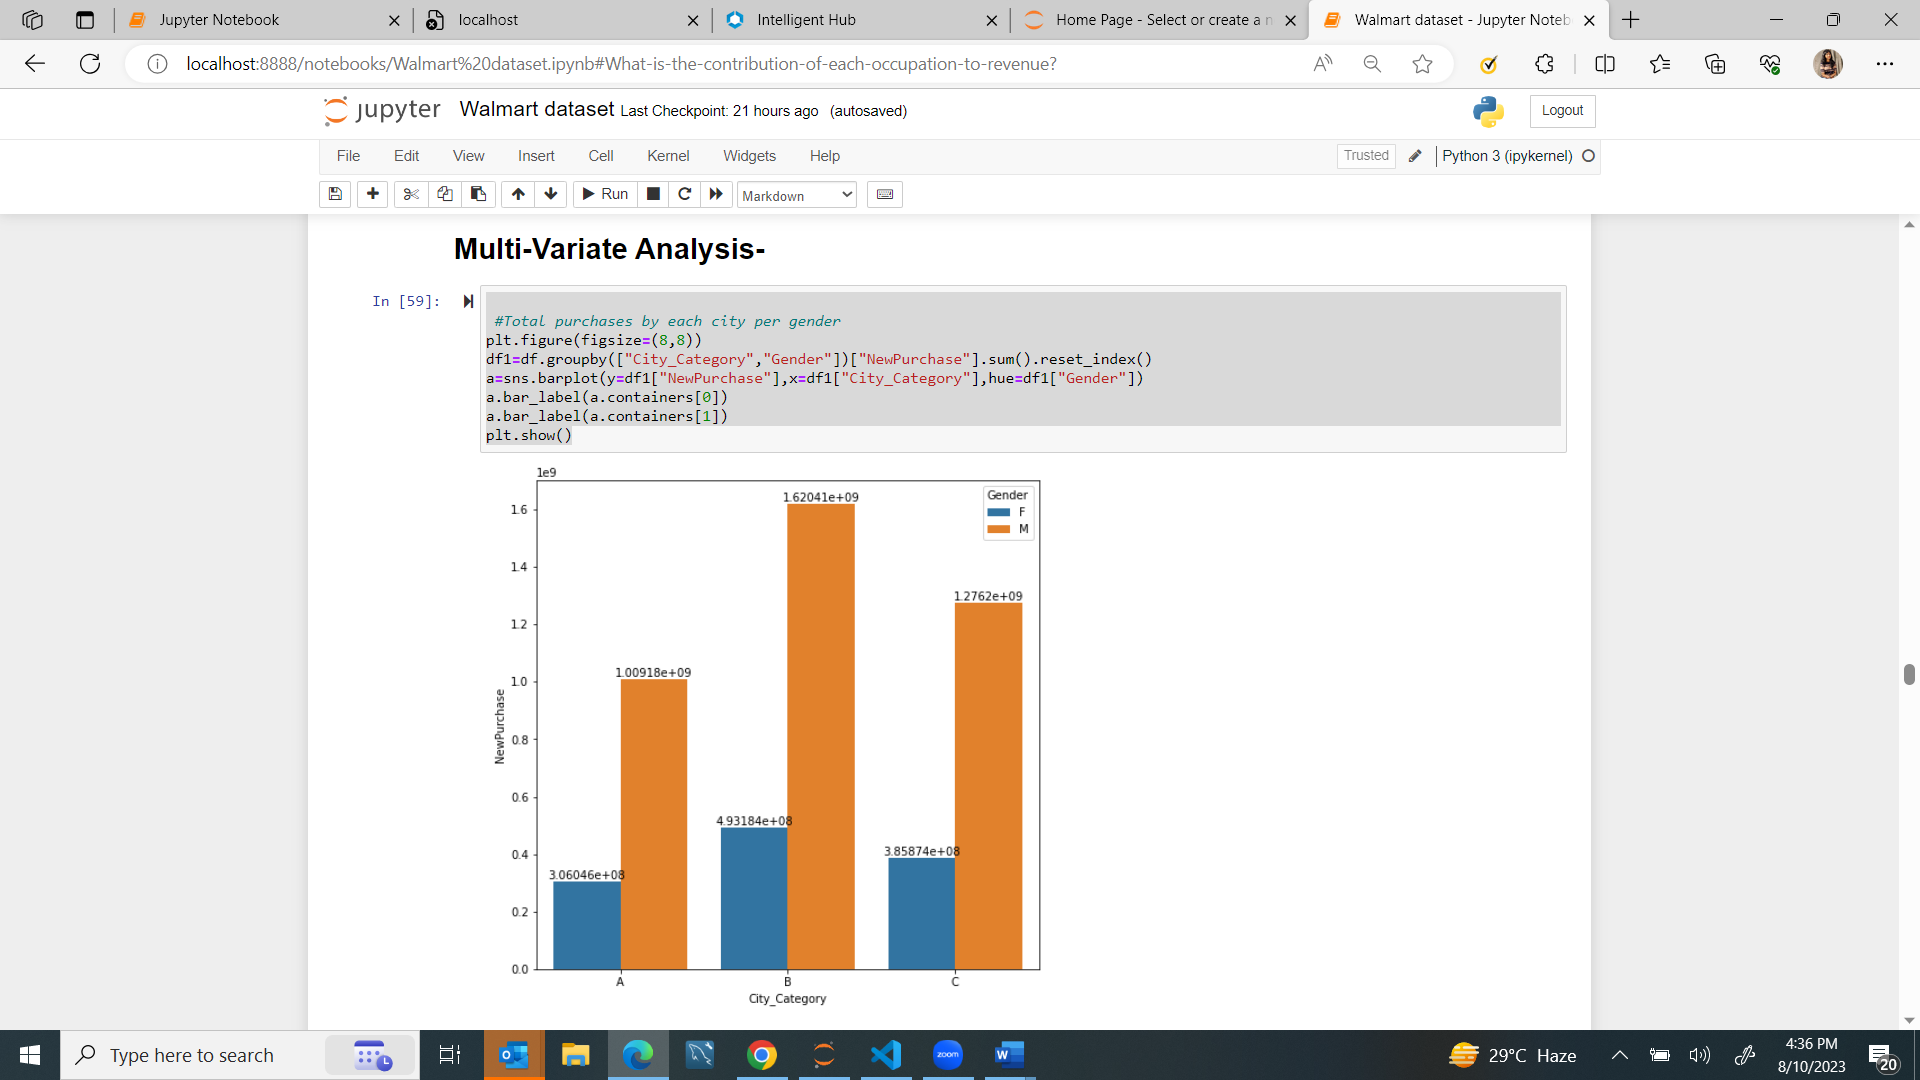 Jupyter Notebook
localhost
Intelligent Hub
Home Page - Select or create a n
Walmart dataset - Jupyter Noteb
localhost:8888/notebooks/Walmart%20dataset.ipynb#What-is-the-contribution-of-each-occupation-to-revenue?
jupyter Walmart dataset Last Checkpoint: 21 hours ago (autosaved)
Logout
File Edit View Insert Cell Kernel Widgets Help
Trusted
Python 3 (ipykernel)
Run
Markdown
Multi-Variate Analysis-
In [59]:
#Total purchases by each city per gender
plt.figure(figsize=(8,8))
df1=df.groupby(["City_Category","Gender"])["NewPurchase"].sum().reset_index()
a=sns.barplot(y=df1["NewPurchase"],x=df1["City_Category"],hue=df1["Gender"])
a.bar_label(a.containers[0])
a.bar_label(a.containers[1])
plt.show()
1e9
1.62041e+09
Gender
F
M
1.6
1.4
1.2762e+09
1.2
1.00918e+09
1.0
NewPurchase
0.8
0.6
4.93184e+08
3.85874e+08
0.4
3.06046e+08
0.2
0.0
A B C
City_Category
Type here to search
zoom
29°C Haze
4:36 PM
8/10/2023
20